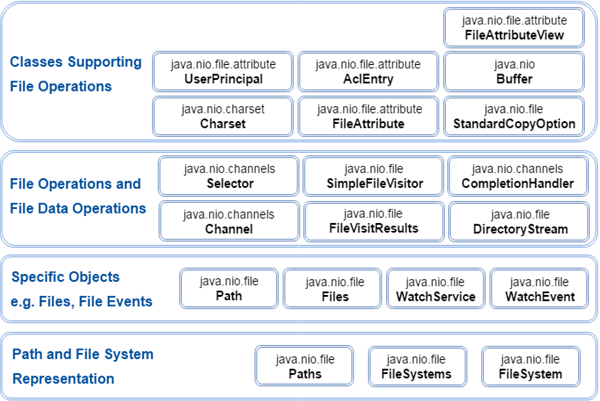 java.nio.file.attribute
FileAttributeView
Classes Supporting
File Operations
java.nio.file.attribute
UserPrincipal
java.nio.file.attribute
AclEntry
java.nio
Buffer
java.nio.charset
Charset
java.nio.file.attribute
FileAttribute
java.nio.file
StandardCopyOption
File Operations and
File Data Operations
java.nio.channels
Selector
java.nio.file
SimpleFileVisitor
java.nio.channels
CompletionHandler
java.nio.channels
Channel
java.nio.file
FileVisitResults
java.nio.file
DirectoryStream
Specific Objects
e.g. Files, File Events
java.nio.file
Path
java.nio.file
Files
java.nio.file
WatchService
java.nio.file
WatchEvent
Path and File System
Representation
java.nio.file
Paths
java.nio.file
FileSystems
java.nio.file
FileSystem